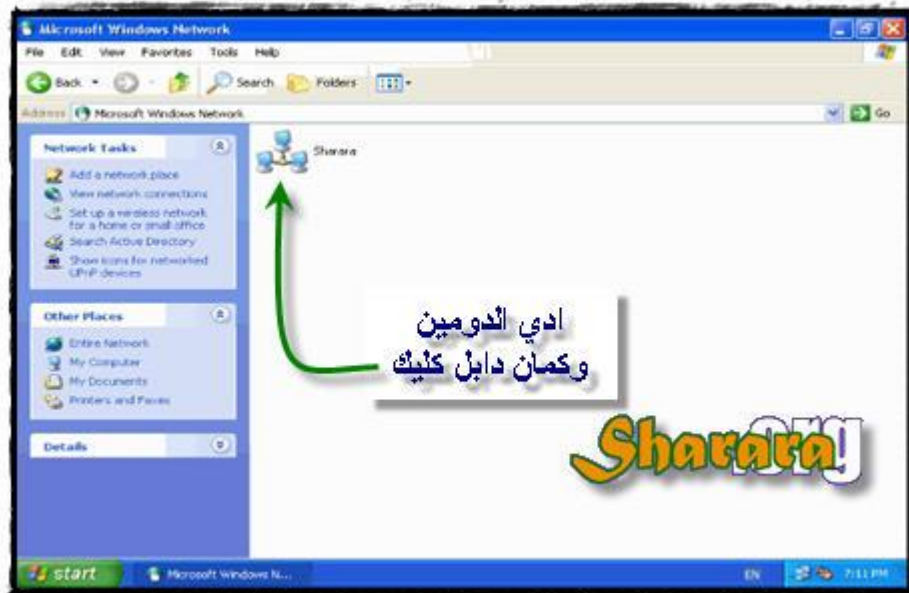 Microsoft Windows Network
File Edit View Favorites Tools Help
Back Search Folders
Address Microsoft Windows Network Go
Network Tasks
Add a network place
View network connections
Set up a wireless network
for a home or small office
Search Active Directory
Show icons for networked
UPnP devices
Other Places
Entire Network
My Computer
My Documents
Printers and Faxes
Details
Sharara
ادي الدومين
وكمان دابل كليك
Sharara.org
start Microsoft Windows N... EN 7:11 PM